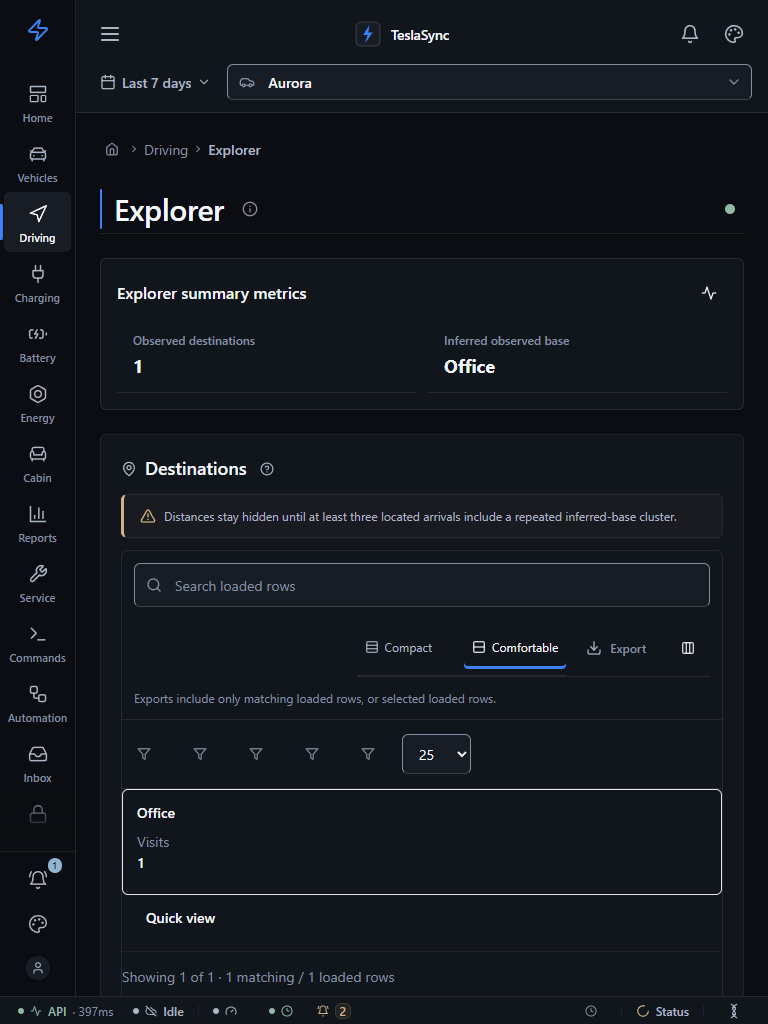 TeslaSync
Last 7 days
Aurora
Home
Vehicles
Driving
Charging
Battery
Energy
Cabin
Reports
Service
Commands
Automation
Inbox
1
Driving
Explorer
Explorer
Explorer summary metrics
Observed destinations
1
Inferred observed base
Office
Destinations
Distances stay hidden until at least three located arrivals include a repeated inferred-base cluster.
Search loaded rows
Compact
Comfortable
Export
Exports include only matching loaded rows, or selected loaded rows.
25
Office
Visits
1
Quick view
Showing 1 of 1 · 1 matching / 1 loaded rows
API · 397ms
Idle
2
Status